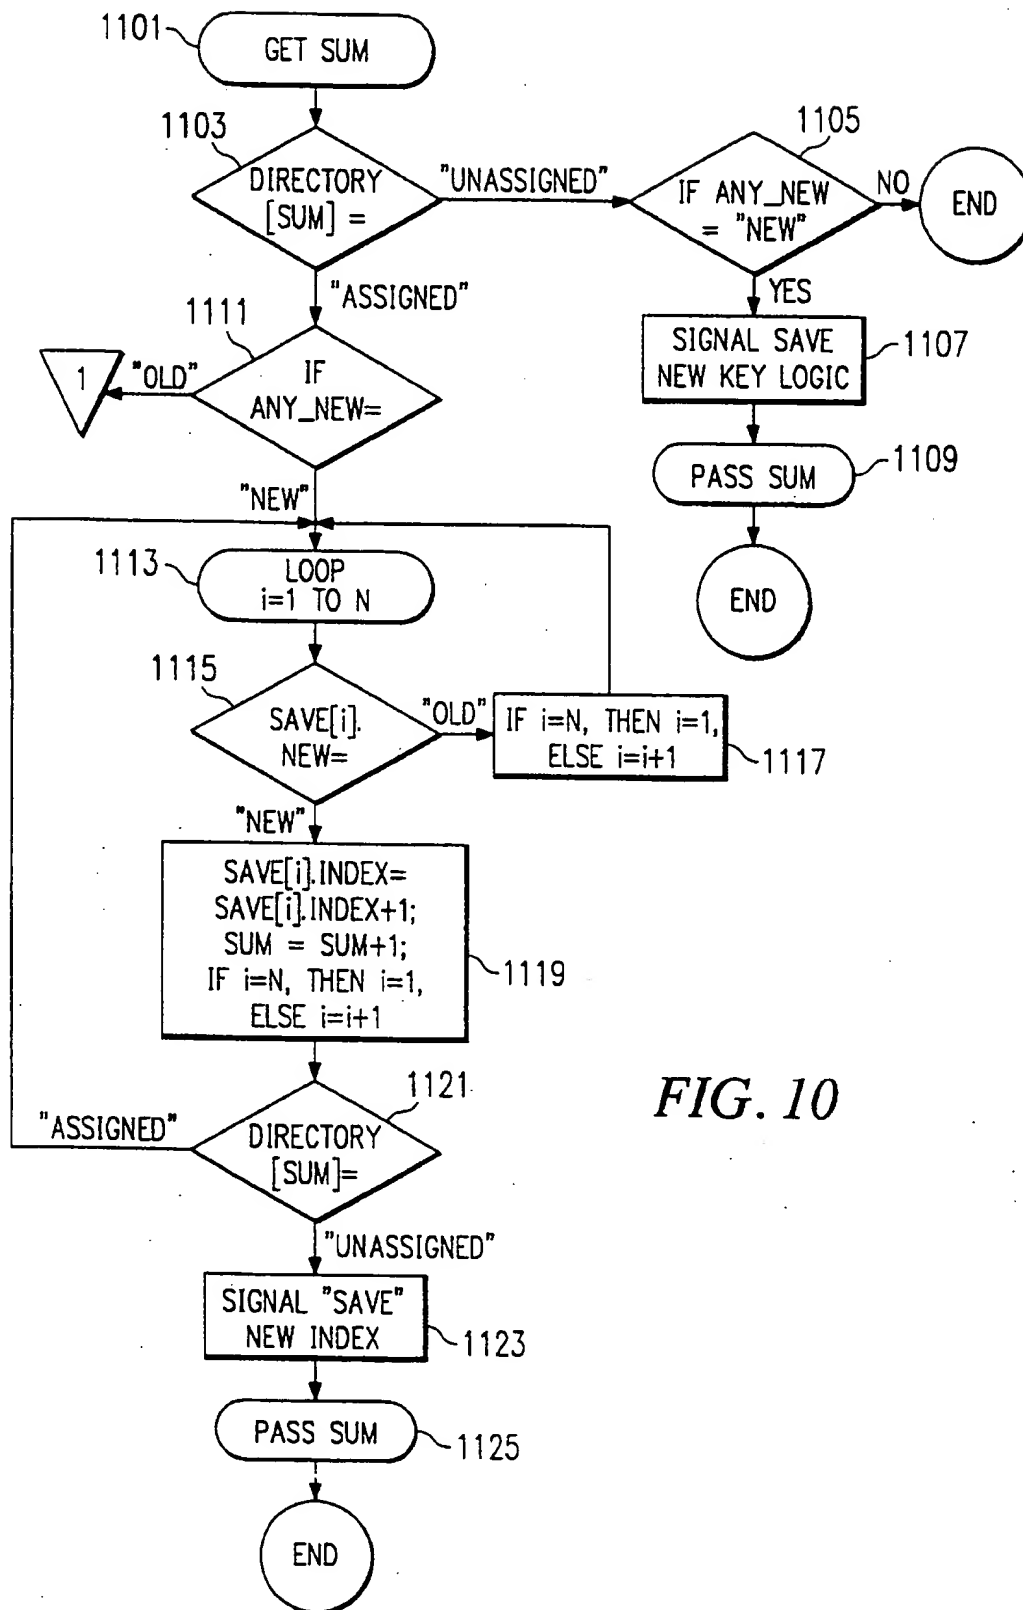 1101
GET SUM
1103
DIRECTORY
[SUM] =
"UNASSIGNED"
1105
IF ANY_NEW
= "NEW"
NO
END
YES
SIGNAL SAVE
NEW KEY LOGIC
1107
PASS SUM
1109
END
"ASSIGNED"
1111
IF
ANY_NEW=
"OLD"
1
"NEW"
1113
LOOP
i=1 TO N
1115
SAVE[i].
NEW=
"OLD"
IF i=N, THEN i=1,
ELSE i=i+1
1117
"NEW"
SAVE[i].INDEX=
SAVE[i].INDEX+1;
SUM = SUM+1;
IF i=N, THEN i=1,
ELSE i=i+1
1119
1121
DIRECTORY
[SUM]=
"ASSIGNED"
"UNASSIGNED"
SIGNAL "SAVE"
NEW INDEX
1123
PASS SUM
1125
END
FIG. 10